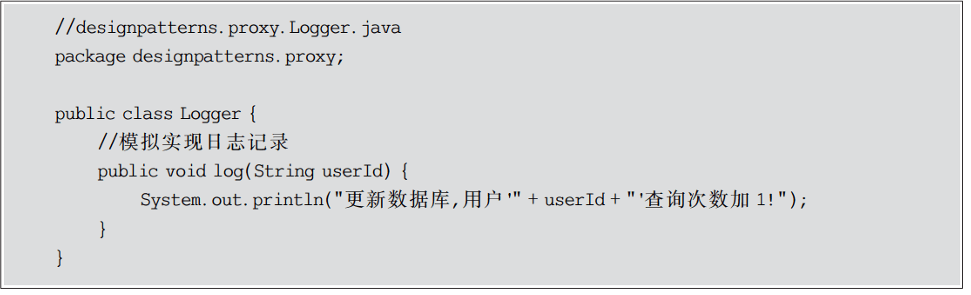 //designpatterns.proxy.Logger.java
package designpatterns.proxy;

public class Logger {
    //模拟实现日志记录
    public void log(String userId) {
        System.out.println("更新数据库,用户'" + userId + "'查询次数加 1!");
    }
}